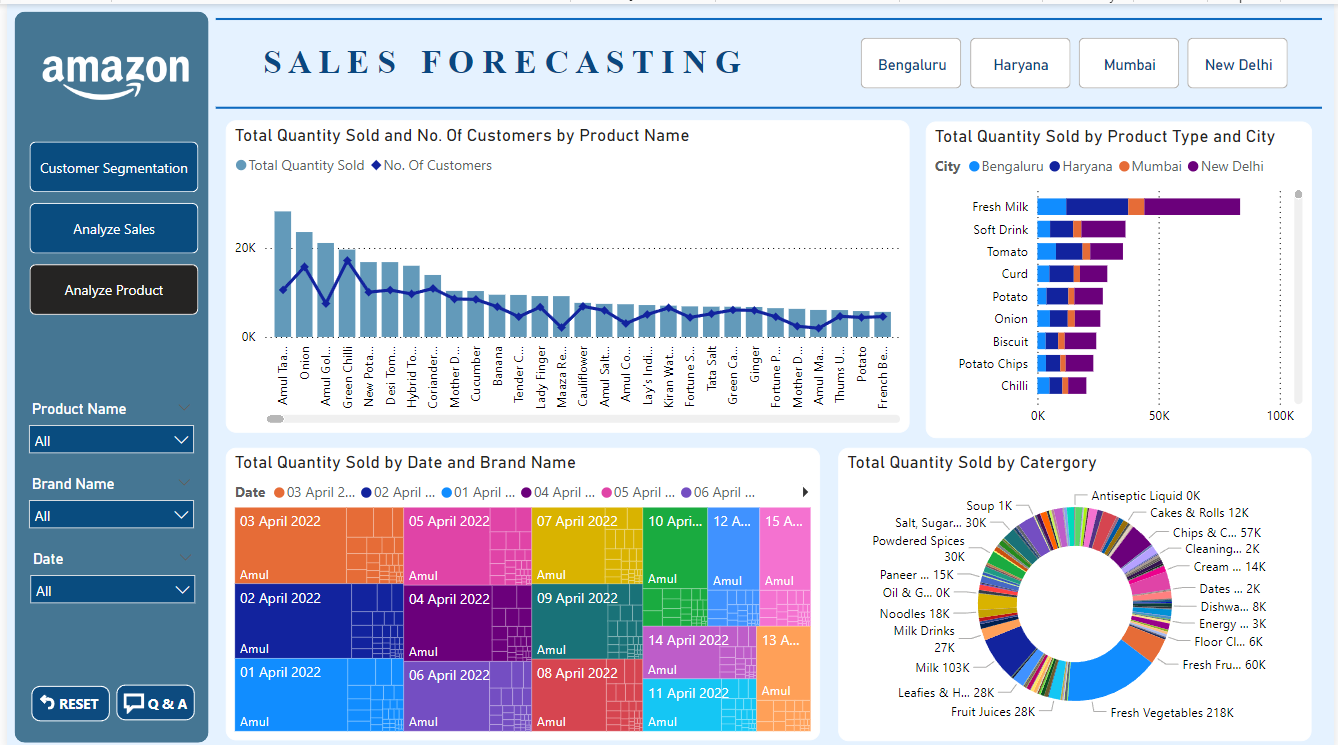 amazon
SALES FORECASTING
Bengaluru
Haryana
Mumbai
New Delhi
Customer Segmentation
Analyze Sales
Analyze Product
Product Name
All
Brand Name
All
Date
All
RESET
Q & A
Total Quantity Sold and No. Of Customers by Product Name
Total Quantity Sold
No. Of Customers
20K
0K
Amul Taa...
Onion
Amul Gol...
Green Chilli
New Pota...
Desi Tom...
Hybrid To...
Coriander...
Mother D...
Cucumber
Banana
Tender C...
Lady Finger
Maaza Re...
Cauliflower
Amul Salt...
Amul Co...
Lay's Indi...
Kiran Wat...
Fortune S...
Tata Salt
Green Ca...
Ginger
Fortune P...
Mother D...
Amul Ma...
Thums U...
Potato
French Be...
Total Quantity Sold by Product Type and City
City Bengaluru Haryana Mumbai New Delhi
Fresh Milk
Soft Drink
Tomato
Curd
Potato
Onion
Biscuit
Potato Chips
Chilli
0K 50K 100K
Total Quantity Sold by Date and Brand Name
Date 03 April 2... 02 April ... 01 April ... 04 April ... 05 April ... 06 April ...
03 April 2022
Amul
02 April 2022
Amul
01 April 2022
Amul
05 April 2022
Amul
04 April 2022
Amul
06 April 2022
Amul
07 April 2022
Amul
09 April 2022
Amul
08 April 2022
Amul
10 Apri...
Amul
12 A...
Amul
15 A...
Amul
14 April 2022
Amul
11 April 2022
Amul
13 A...
Amul
Total Quantity Sold by Catergory
Antiseptic Liquid 0K
Cakes & Rolls 12K
Chips & C... 57K
Cleaning... 2K
Cream ... 14K
Dates ... 2K
Dishwa... 8K
Energy ... 3K
Floor Cl... 6K
Fresh Fru... 60K
Fresh Vegetables 218K
Fruit Juices 28K
Leafies & H... 28K
Milk 103K
Milk Drinks
27K
Noodles 18K
Oil & G... 0K
Paneer ... 15K
Powdered Spices
30K
Salt, Sugar...
30K
Soup 1K